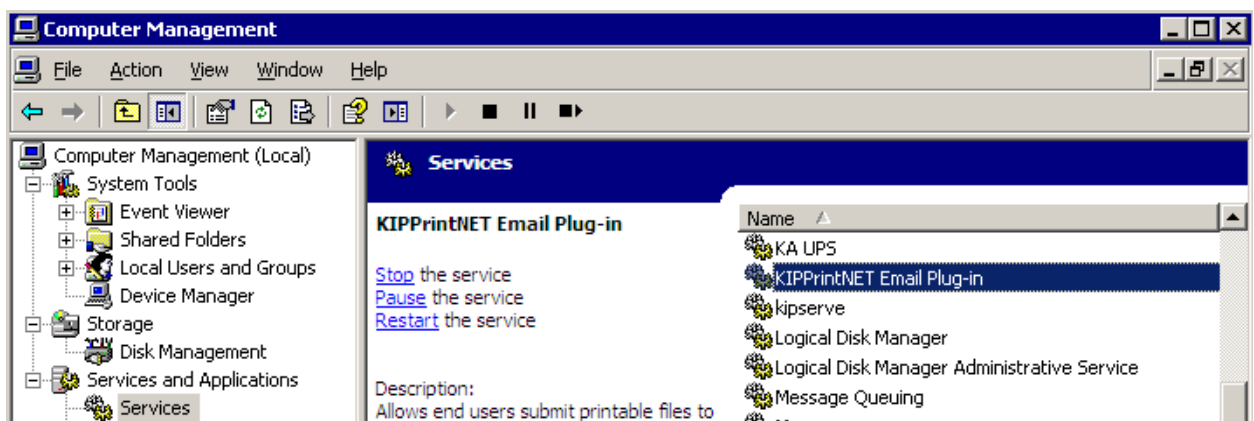 Computer Management
File Action View Window Help
Computer Management (Local)
System Tools
Event Viewer
Shared Folders
Local Users and Groups
Device Manager
Storage
Disk Management
Services and Applications
Services
Services
KIPPrintNET Email Plug-in
Stop the service
Pause the service
Restart the service
Description:
Allows end users submit printable files to
Name
KA UPS
KIPPrintNET Email Plug-in
kipserve
Logical Disk Manager
Logical Disk Manager Administrative Service
Message Queuing